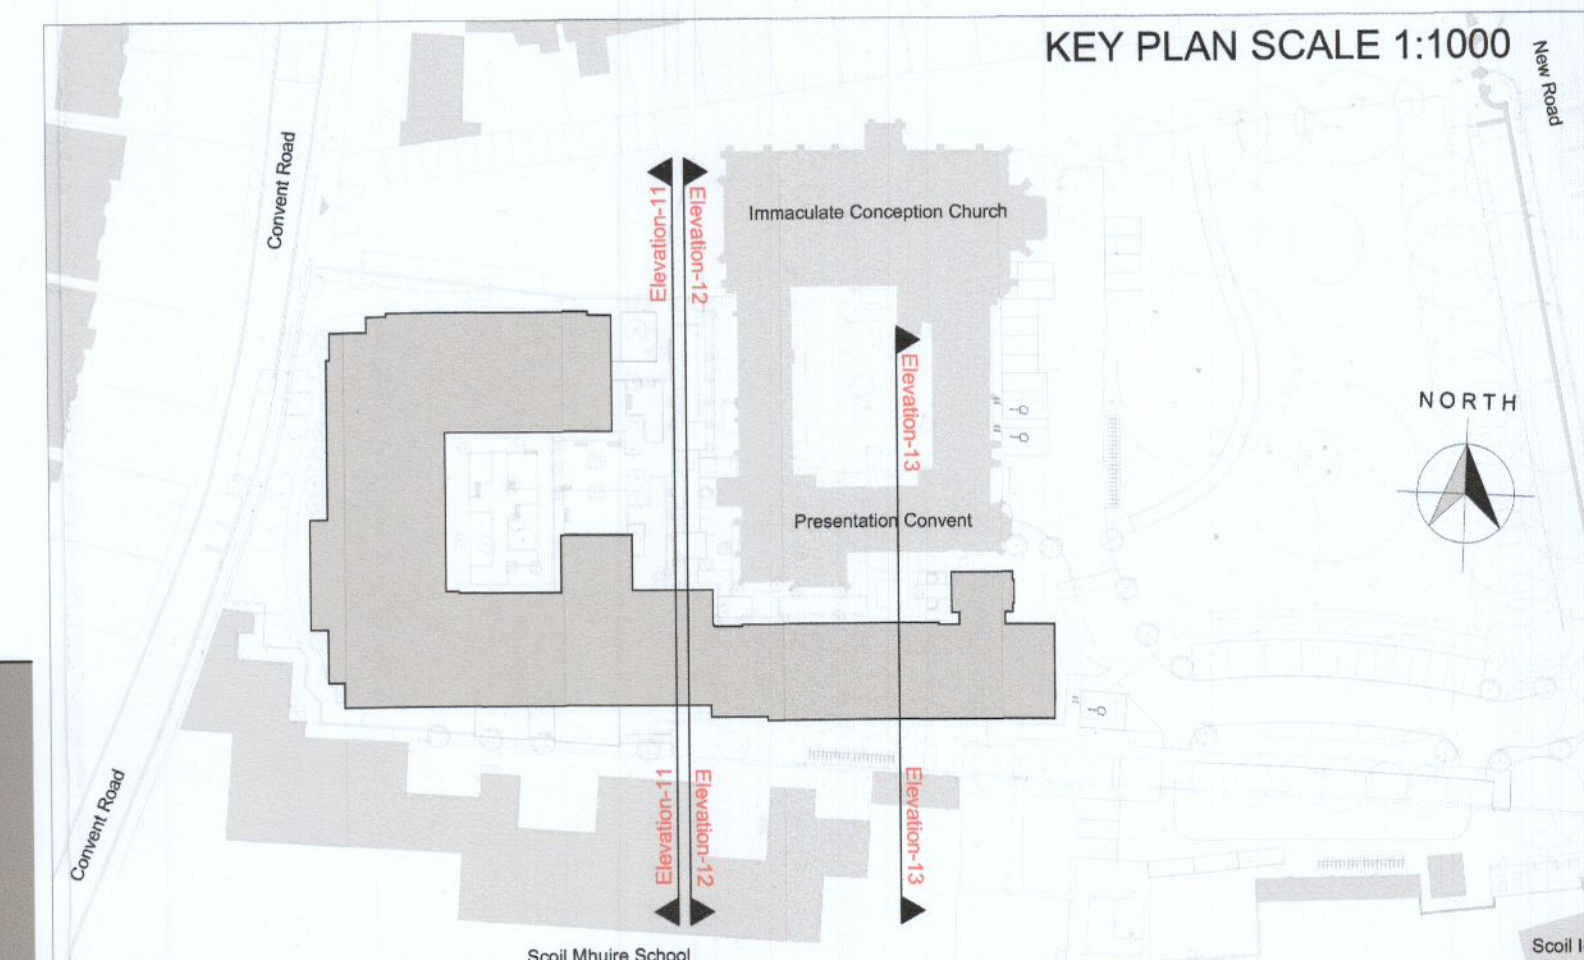 KEY PLAN SCALE 1:1000
New Road
Convent Road
Elevation-11
Elevation-12
Immaculate Conception Church
Elevation-13
NORTH
Presentation Convent
Convent Road
Elevation-11
Elevation-12
Elevation-13
Scoil Mhuire School
Scoil